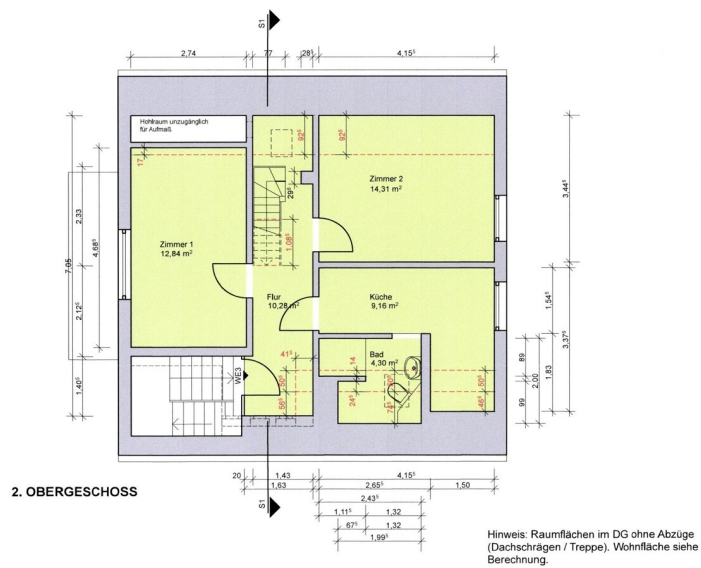 S1
2,74
77
28⁵
4,15⁵
Hohlraum unzugänglich
für Aufmaß
92⁵
92⁵
17
29⁵
Zimmer 2
14,31 m²
3,44⁵
2,33
4,68⁵
7,05
Zimmer 1
12,84 m²
1,08⁵
Flur
10,28 m²
Küche
9,16 m²
2,12⁵
1,54⁵
3,37⁵
41⁵
Bad
4,30 m²
14
50⁵
50⁵
50⁵
89
1,83
2,00
WE3
1,40⁵
56⁵
24⁵
74⁵
46⁵
99
20
1,43
4,15⁵
1,63
2,65
1,50
2,43⁵
1,11⁵
1,32
67⁵
1,32
1,99⁵
S1
2. OBERGESCHOSS
Hinweis: Raumflächen im DG ohne Abzüge
(Dachschrägen / Treppe). Wohnfläche siehe
Berechnung.